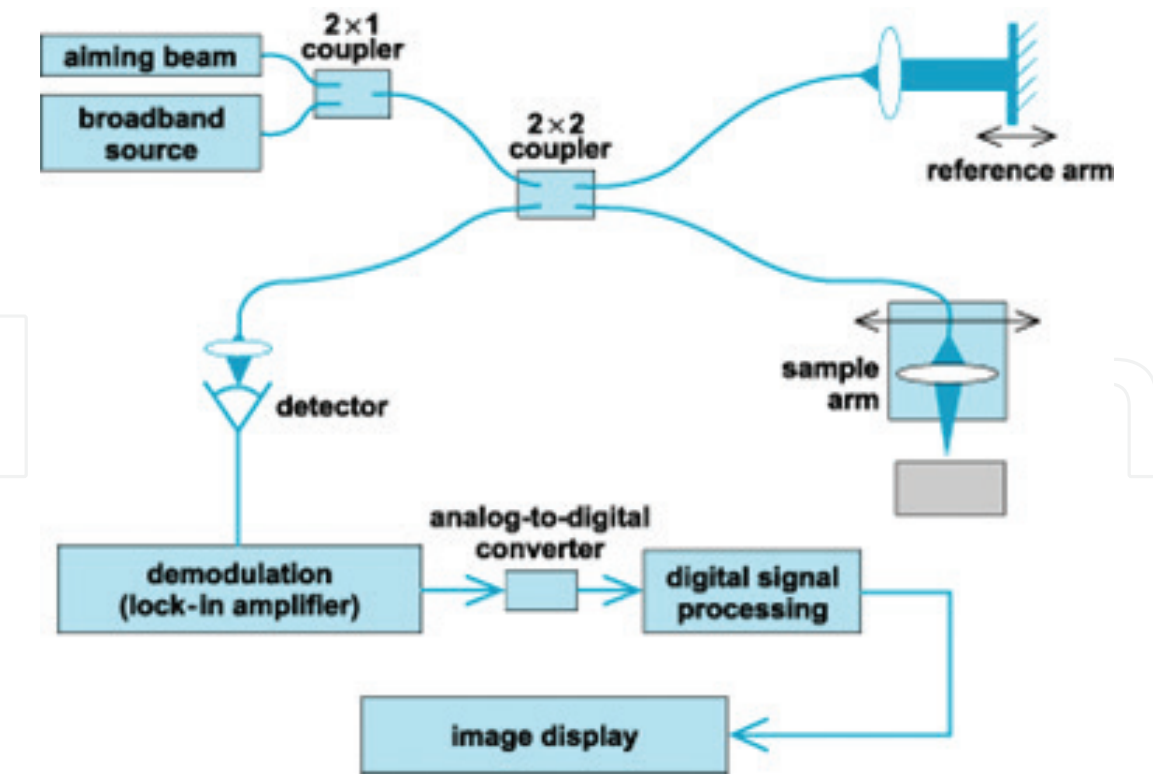 2×1
coupler
aiming beam
broadband
source
2×2
coupler
reference arm
sample
arm
detector
analog-to-digital
converter
demodulation
(lock-in amplifier)
digital signal
processing
image display